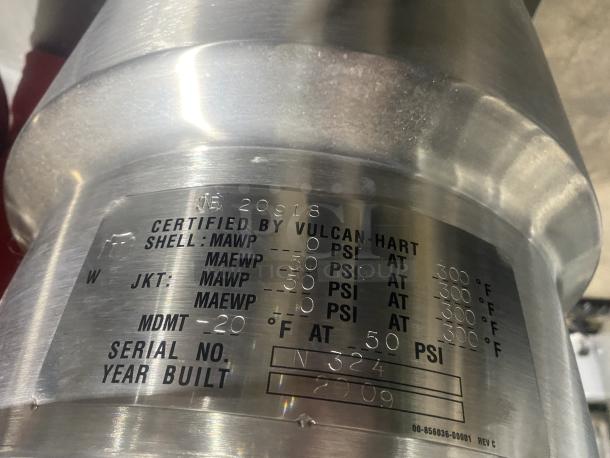 NB 20918
CERTIFIED BY VULCAN-HART
SHELL: MAWP 0 PSI AT 300 °F
MAEWP 50 PSI AT 300 °F
W JKT: MAWP 50 PSI AT 300 °F
MAEWP 0 PSI AT 300 °F
MDMT -20 °F AT 50 PSI
SERIAL NO. N 324
YEAR BUILT 2009
00-856036-00001 REV C
GROUP